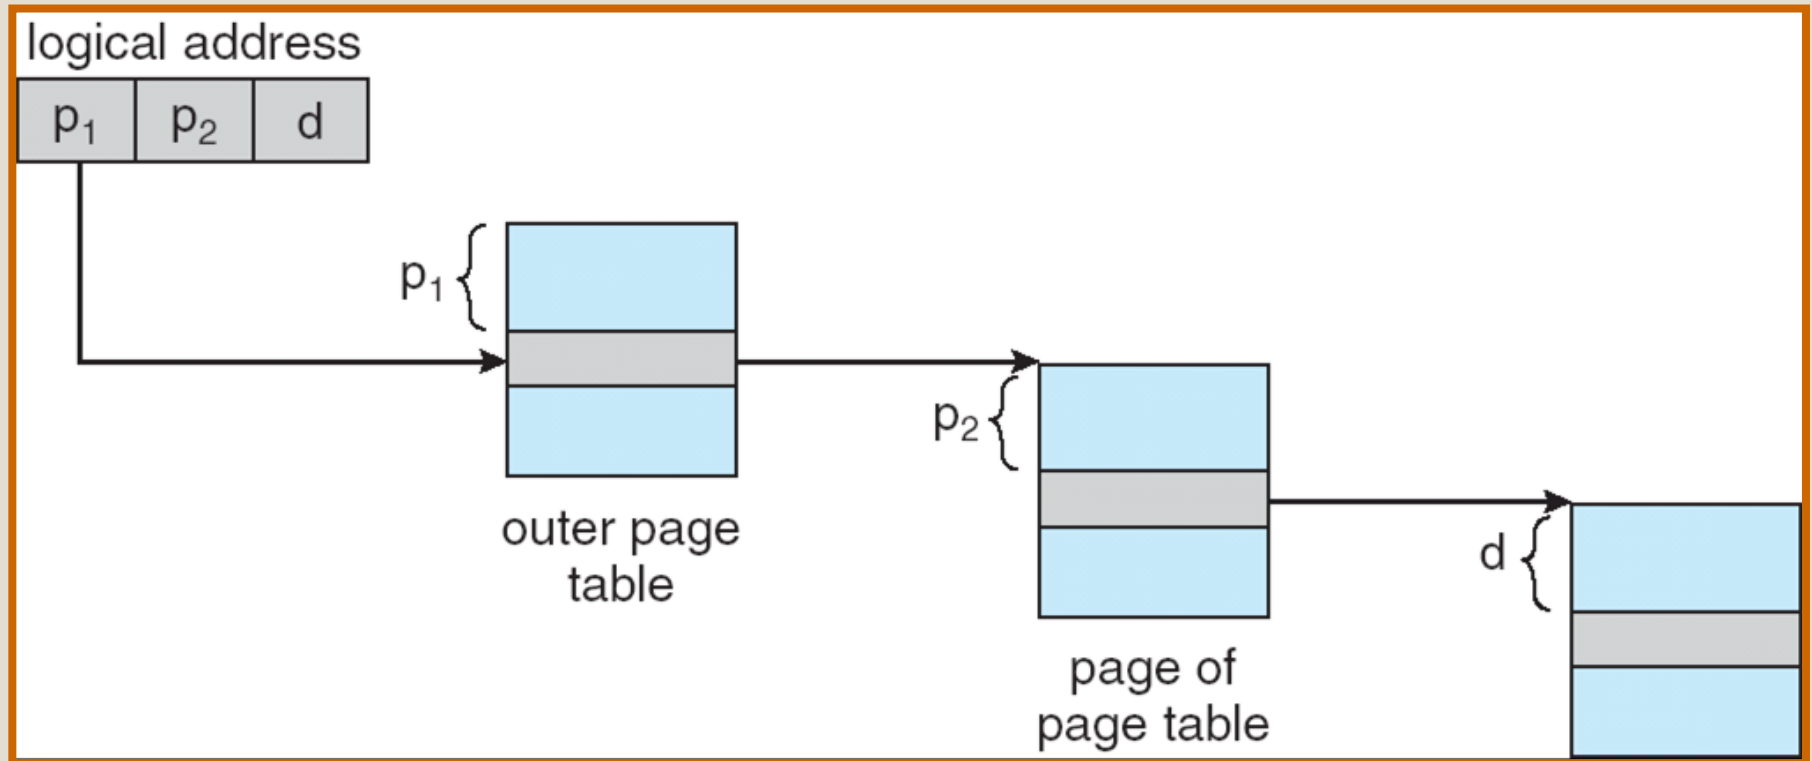 logical address
p₁ p₂ d
p₁
outer page
table
p₂
page of
page table
d